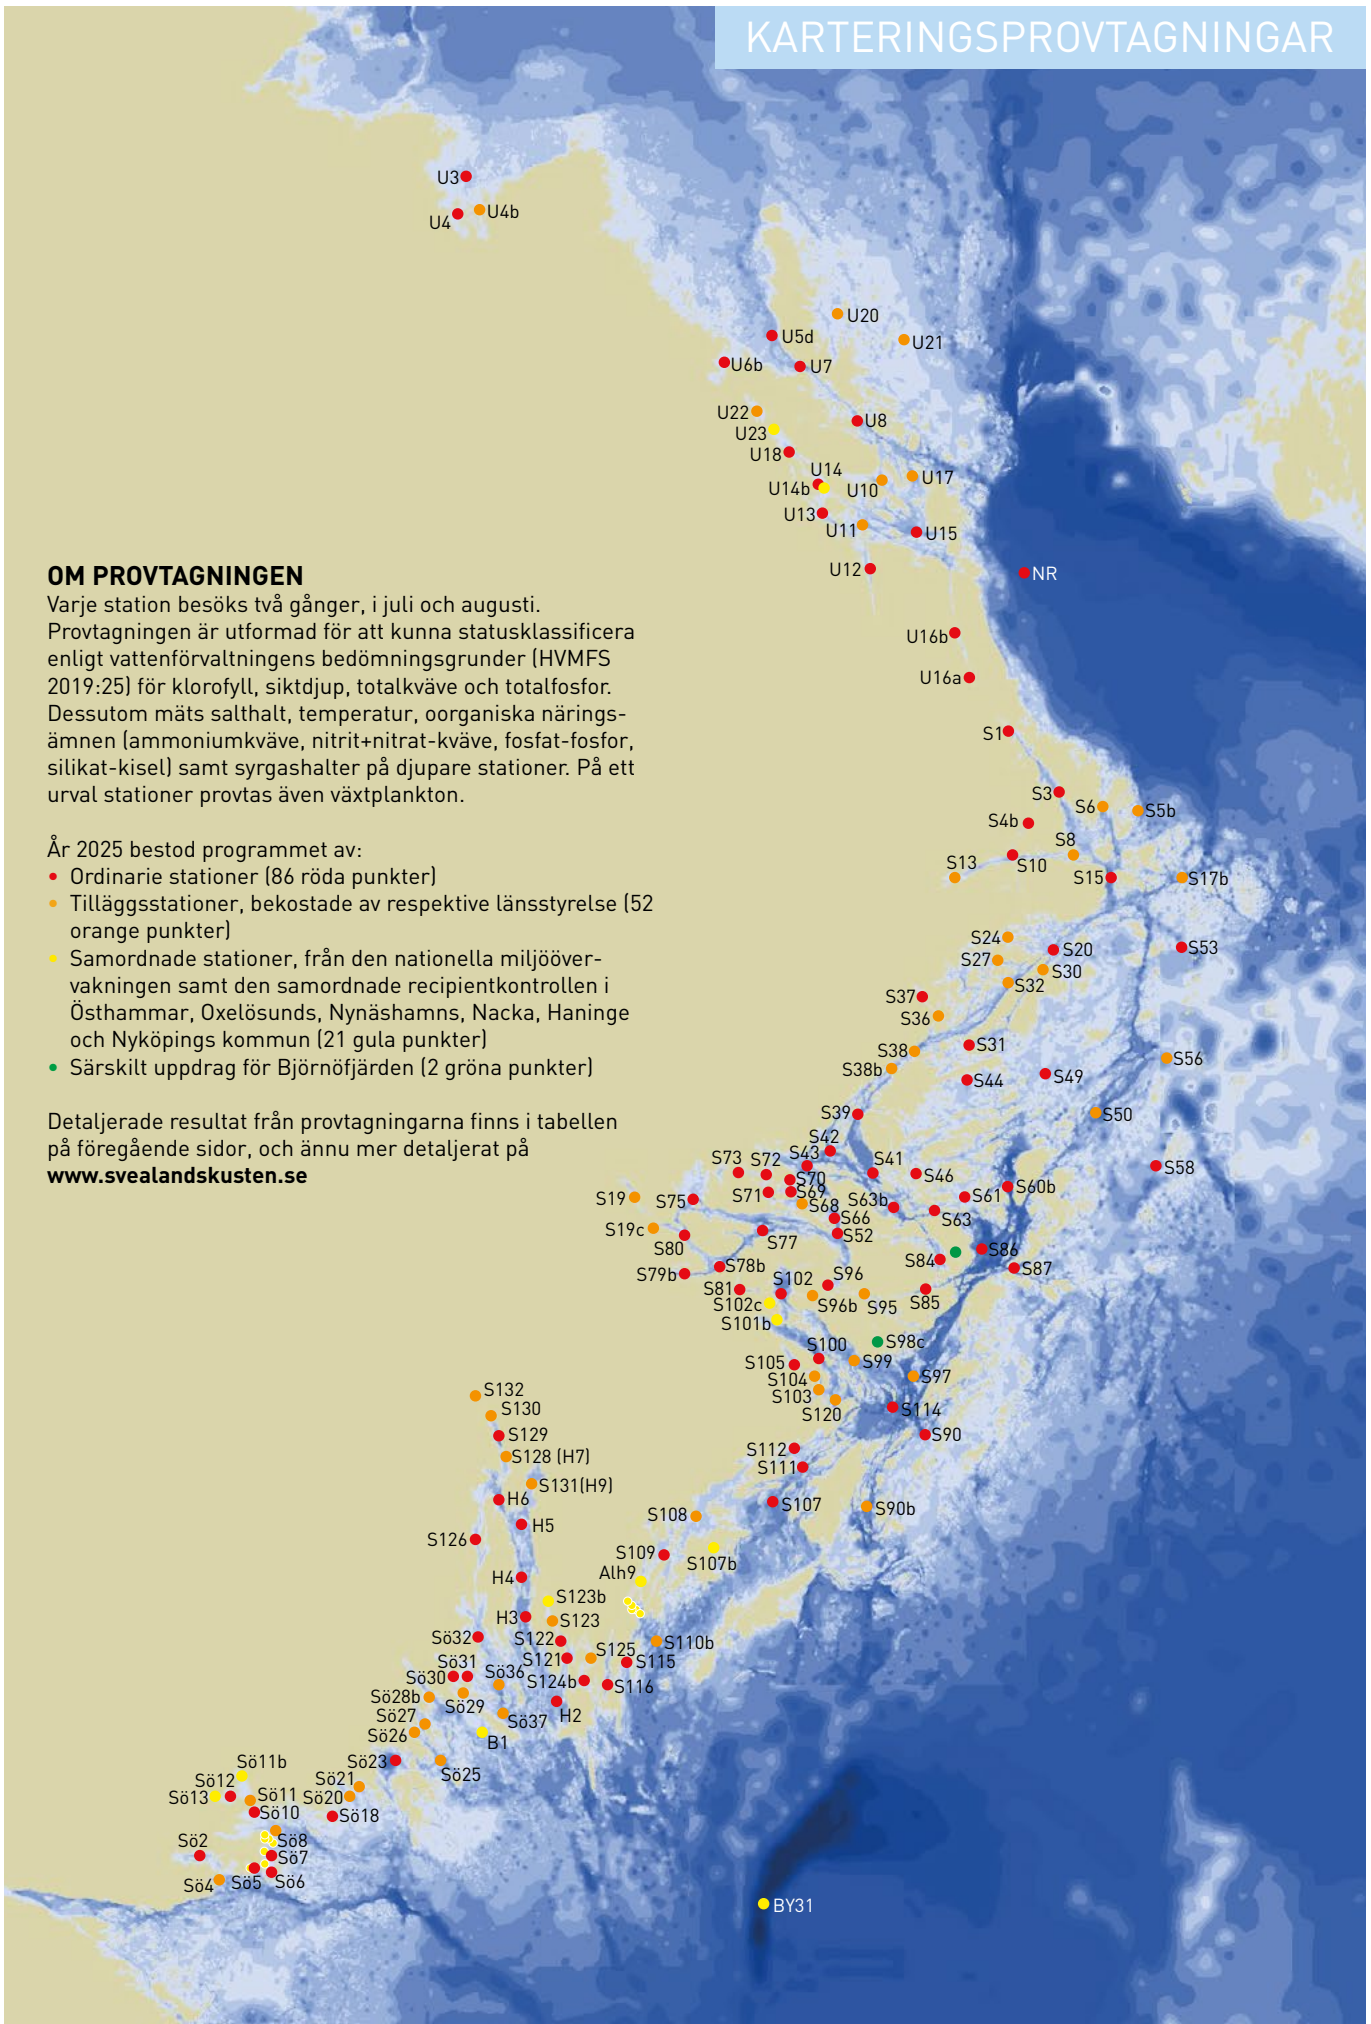 KARTERINGSPROVTAGNINGAR
U3
U4b
U4
U20
U5d
U21
U6b
U7
U22
U8
U23
U18
U14
U17
U14b
U10
U13
U11
U15
U12
NR
OM PROVTAGNINGEN
Varje station besöks två gånger, i juli och augusti.
Provtagningen är utformad för att kunna statusklassificera
enligt vattenförvaltningens bedömningsgrunder (HVMFS
2019:25) för klorofyll, siktdjup, totalkväve och totalfosfor.
Dessutom mäts salthalt, temperatur, oorganiska närings-
ämnen (ammoniumkväve, nitrit+nitrat-kväve, fosfat-fosfor,
silikat-kisel) samt syrgashalter på djupare stationer. På ett
urval stationer provtas även växtplankton.
År 2025 bestod programmet av:
• Ordinarie stationer (86 röda punkter)
• Tilläggsstationer, bekostade av respektive länsstyrelse (52
orange punkter)
• Samordnade stationer, från den nationella miljööver-
vakningen samt den samordnade recipientkontrollen i
Östhammar, Oxelösunds, Nynäshamns, Nacka, Haninge
och Nyköpings kommun (21 gula punkter)
• Särskilt uppdrag för Björnöfjärden (2 gröna punkter)
Detaljerade resultat från provtagningarna finns i tabellen
på föregående sidor, och ännu mer detaljerat på
www.svealandskusten.se
U16b
U16a
S1
S3
S6
S5b
S4b
S8
S13
S10
S15
S17b
S24
S20
S53
S27
S30
S32
S37
S36
S31
S38
S56
S38b
S44
S49
S39
S50
S42
S73
S72
S43
S41
S46
S58
S70
S19
S75
S71
S69
S68
S63b
S61
S60b
S63
S66
S19c
S80
S77
S52
S86
S84
S79b
S78b
S87
S81
S102
S96
S102c
S96b
S95
S85
S101b
S98c
S100
S105
S99
S104
S97
S103
S120
S132
S130
S114
S129
S90
S128 (H7)
S112
S111
S131(H9)
H6
S107
S90b
S108
H5
S126
S109
S107b
Alh9
H4
S123b
H3
S123
Sö32
S122
S110b
S121
S125
S115
Sö31
Sö30
Sö36
S124b
S116
Sö28b
Sö29
H2
Sö27
Sö37
Sö26
B1
Sö23
Sö25
Sö11b
Sö12
Sö21
Sö13
Sö11
Sö20
Sö10
Sö18
Sö2
Sö8
Sö7
Sö4
Sö5
Sö6
BY31